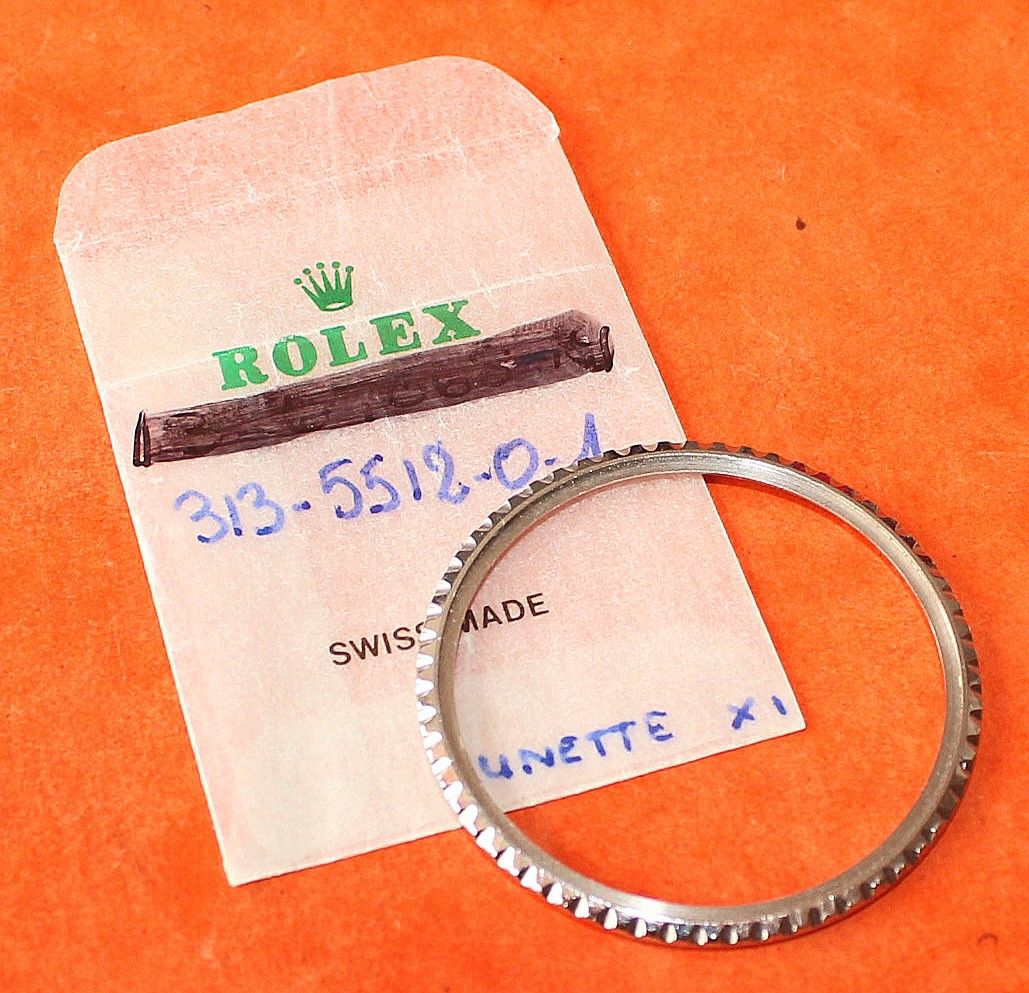 ROLEX
313-5512-0-1
SWISS MADE
UNETTE X1